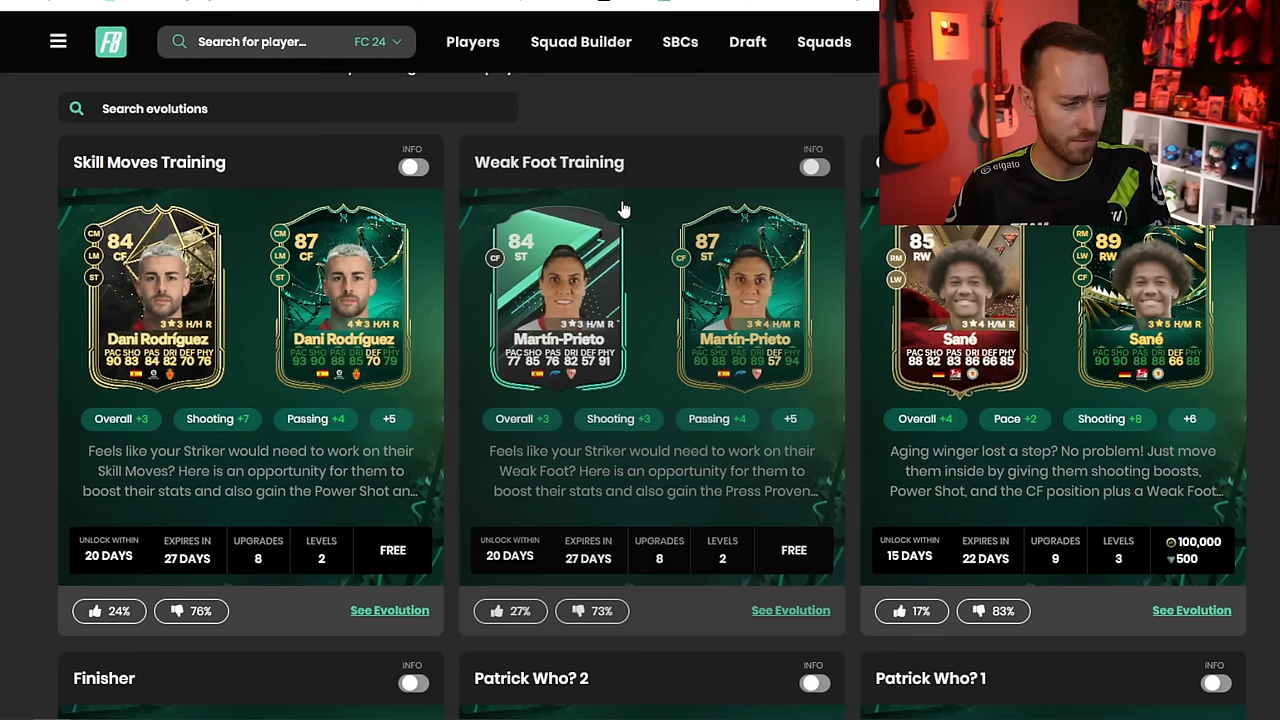 FB
Search for player...
FC 24
Players
Squad Builder
SBCs
Draft
Squads
elgato
Search evolutions
Skill Moves Training
INFO
CM
LM
ST
84
CF
3★3 H/H R
Dani Rodríguez
PAC SHO PAS DRI DEF PHY
90 83 84 82 70 76
CM
LM
ST
87
CF
4★3 H/H R
Dani Rodríguez
PAC SHO PAS DRI DEF PHY
93 90 88 85 70 79
Overall +3
Shooting +7
Passing +4
+5
Feels like your Striker would need to work on their
Skill Moves? Here is an opportunity for them to
boost their stats and also gain the Power Shot an...
UNLOCK WITHIN
20 DAYS
EXPIRES IN
27 DAYS
UPGRADES
8
LEVELS
2
FREE
24%
76%
See Evolution
Weak Foot Training
INFO
CF
84
ST
3★3 H/M R
Martín-Prieto
PAC SHO PAS DRI DEF PHY
77 85 76 82 57 91
CF
87
ST
3★4 H/M R
Martín-Prieto
PAC SHO PAS DRI DEF PHY
80 88 80 89 57 94
Overall +3
Shooting +3
Passing +4
+5
Feels like your Striker would need to work on their
Weak Foot? Here is an opportunity for them to
boost their stats and also gain the Press Proven...
UNLOCK WITHIN
20 DAYS
EXPIRES IN
27 DAYS
UPGRADES
8
LEVELS
2
FREE
27%
73%
See Evolution
85
RW
RM
LW
3★4 H/M R
Sané
PAC SHO PAS DRI DEF PHY
88 82 83 86 66 85
RM
LW
CF
89
RW
3★5 H/M R
Sané
PAC SHO PAS DRI DEF PHY
90 90 88 88 66 88
Overall +4
Pace +2
Shooting +8
+6
Aging winger lost a step? No problem! Just move
them inside by giving them shooting boosts,
Power Shot, and the CF position plus a Weak Foot...
UNLOCK WITHIN
15 DAYS
EXPIRES IN
22 DAYS
UPGRADES
9
LEVELS
3
100,000
500
17%
83%
See Evolution
Finisher
INFO
Patrick Who? 2
INFO
Patrick Who? 1
INFO